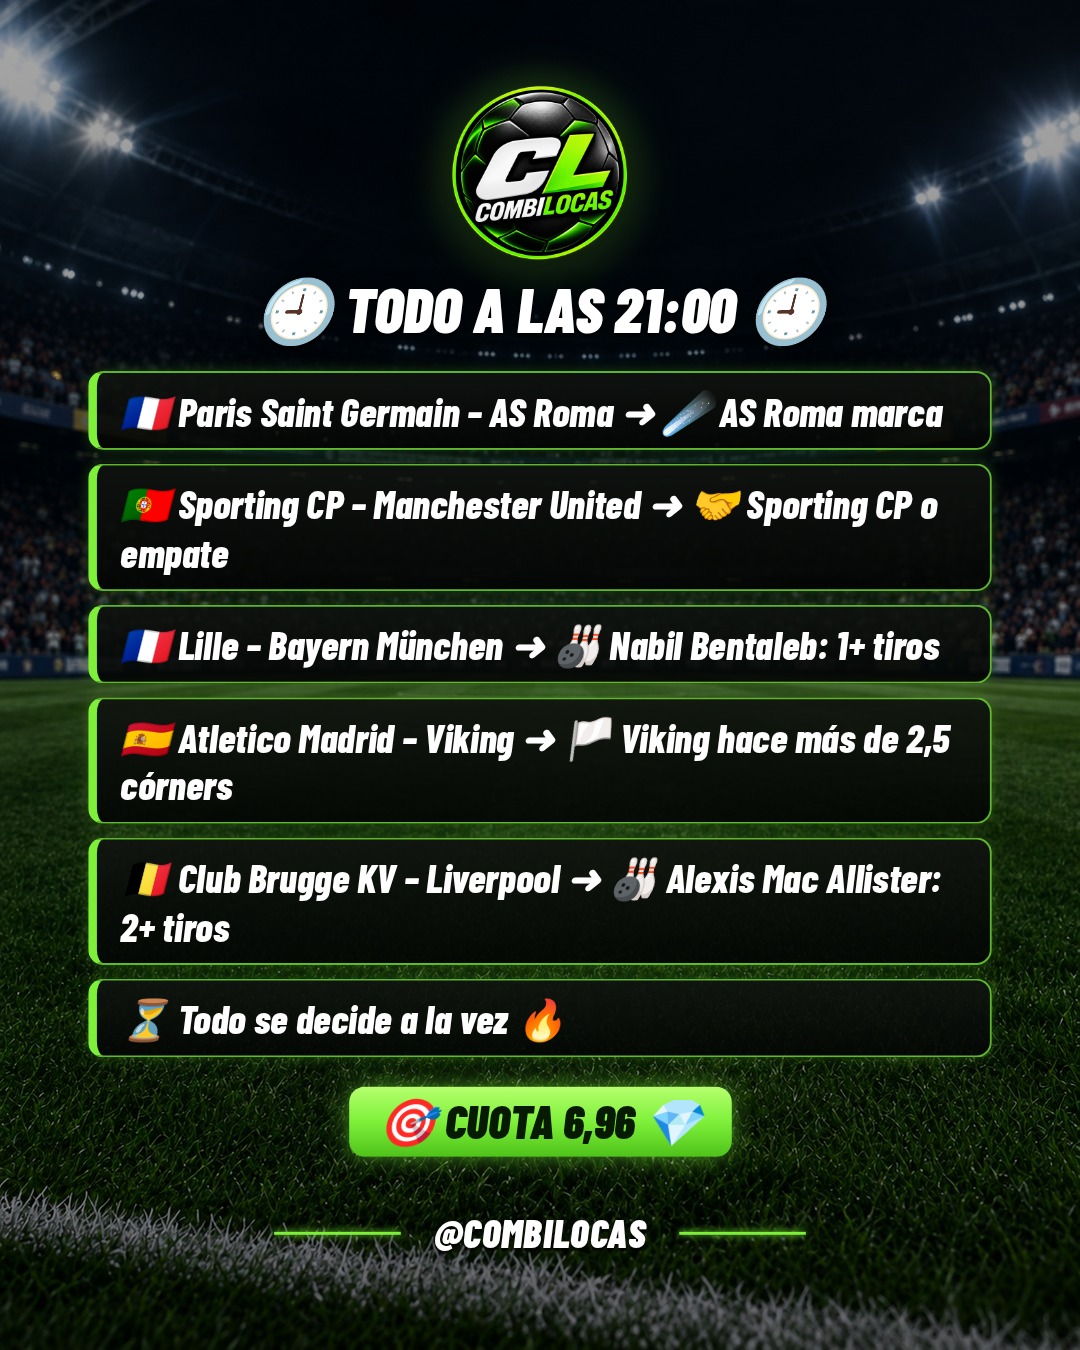 CL
COMBILOCAS
🕘 TODO A LAS 21:00 🕘
🇫🇷 Paris Saint Germain - AS Roma ➜ ☄️ AS Roma marca
🇵🇹 Sporting CP - Manchester United ➜ 🤝 Sporting CP o
empate
🇫🇷 Lille - Bayern München ➜ 🎳 Nabil Bentaleb: 1+ tiros
🇪🇸 Atletico Madrid - Viking ➜ 🏳️ Viking hace más de 2,5
córners
🇧🇪 Club Brugge KV - Liverpool ➜ 🎳 Alexis Mac Allister:
2+ tiros
⏳ Todo se decide a la vez 🔥
🎯 CUOTA 6,96 💎
@COMBILOCAS